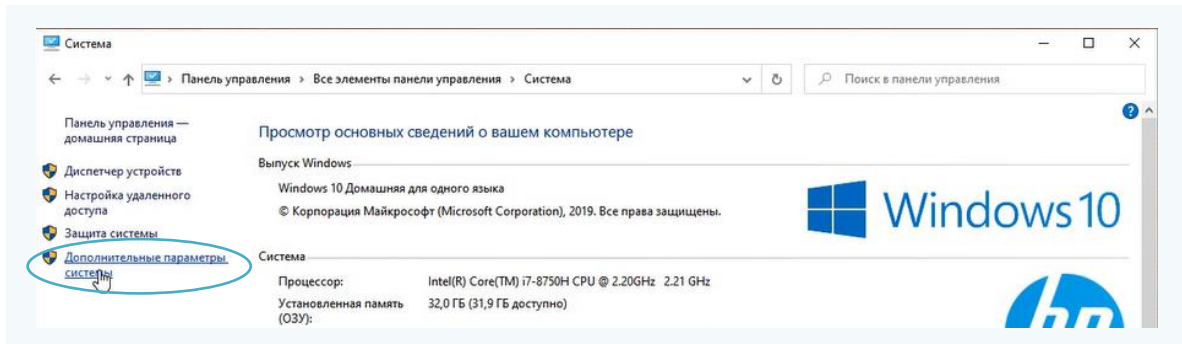 Система
Панель управления › Все элементы панели управления › Система
Поиск в панели управления
Панель управления —
домашняя страница
Диспетчер устройств
Настройка удаленного
доступа
Защита системы
Дополнительные параметры
системы
Просмотр основных сведений о вашем компьютере
Выпуск Windows
Windows 10 Домашняя для одного языка
© Корпорация Майкрософт (Microsoft Corporation), 2019. Все права защищены.
Windows 10
Система
Процессор: Intel(R) Core(TM) i7-8750H CPU @ 2.20GHz 2.21 GHz
Установленная память 32,0 ГБ (31,9 ГБ доступно)
(ОЗУ):
hp